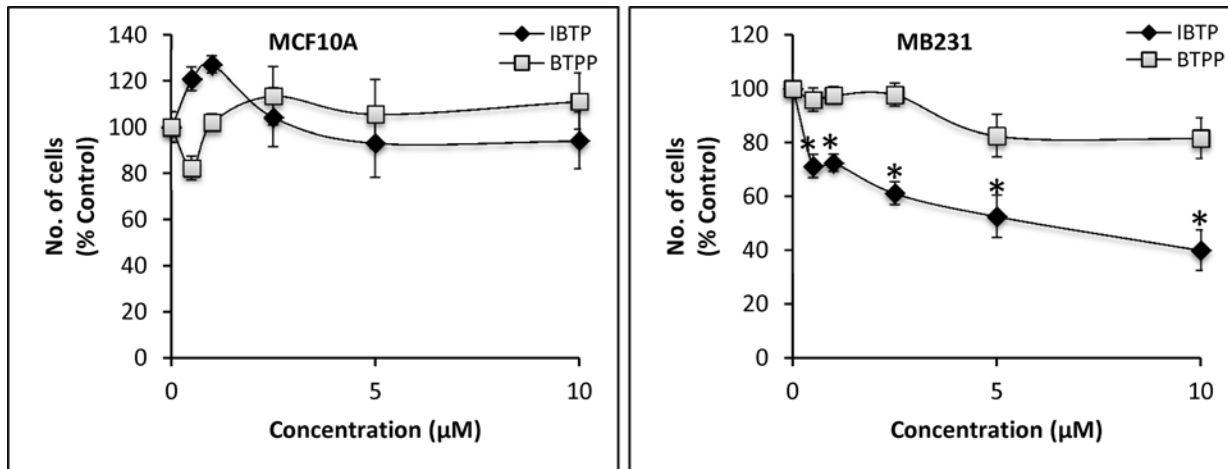 MCF10A
IBTP
BTPP
140
120
100
80
60
40
20
0
No. of cells
(% Control)
0 5 10
Concentration (µM)
MB231
IBTP
BTPP
120
100
80
60
40
20
0
No. of cells
(% Control)
* * * * *
0 5 10
Concentration (µM)